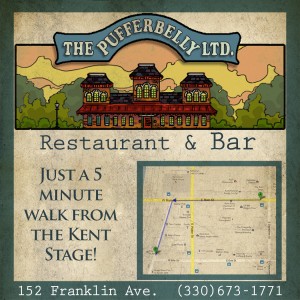 THE PUFFERBELLY LTD.
Restaurant & Bar
JUST A 5
MINUTE
WALK FROM
THE KENT
STAGE!
152 Franklin Ave. (330)673-1771